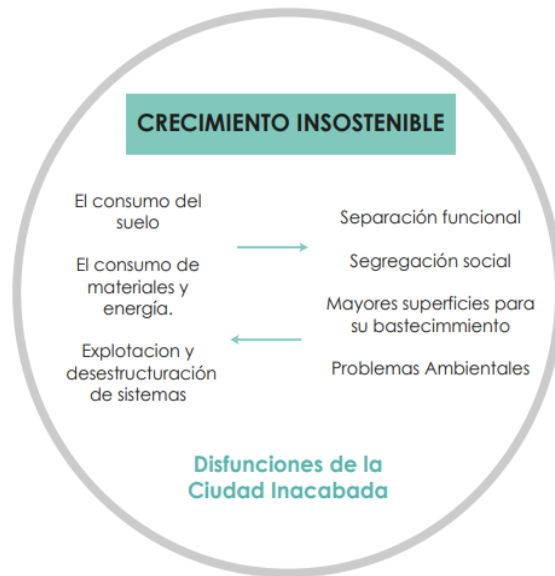 CRECIMIENTO INSOSTENIBLE
El consumo del
suelo
El consumo de
materiales y
energía.
Explotacion y
desestructuración
de sistemas
Separación funcional
Segregación social
Mayores superficies para
su bastecimmiento
Problemas Ambientales
Disfunciones de la
Ciudad Inacabada